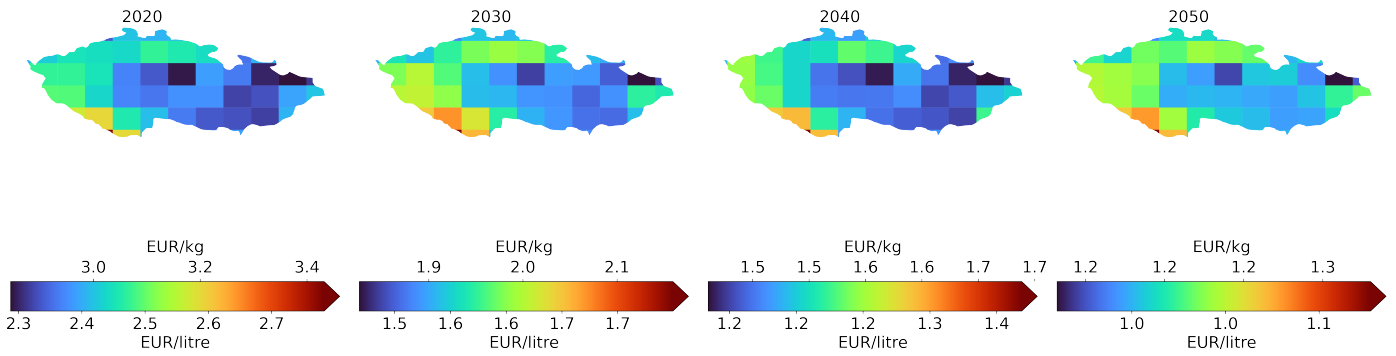 2020
2030
2040
2050
EUR/kg
EUR/kg
EUR/kg
EUR/kg
3.0 3.2 3.4
1.9 2.0 2.1
1.5 1.5 1.6 1.6 1.7 1.7
1.2 1.2 1.2 1.3
2.3 2.4 2.5 2.6 2.7
1.5 1.6 1.6 1.7 1.7
1.2 1.2 1.2 1.3 1.4
1.0 1.0 1.1
EUR/litre
EUR/litre
EUR/litre
EUR/litre